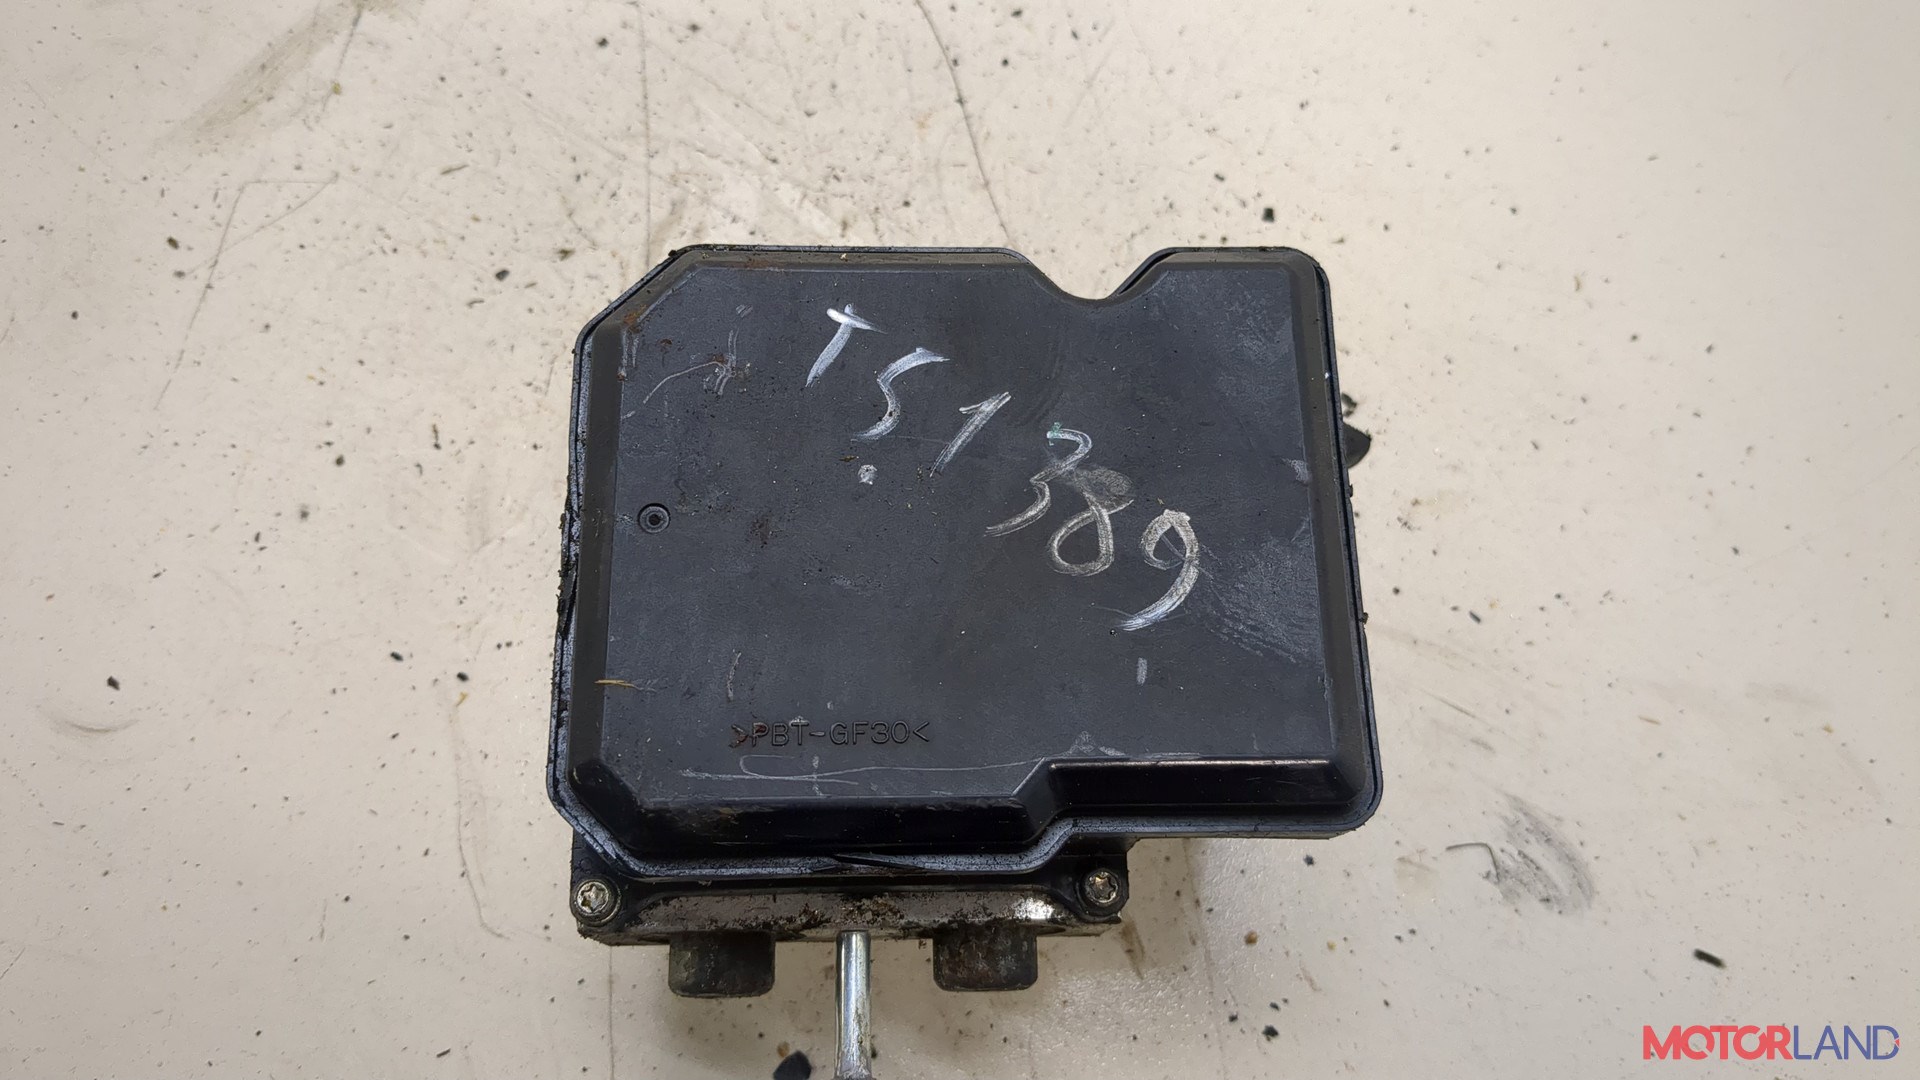 T51389
>PBT-GF30<
MOTORLAND